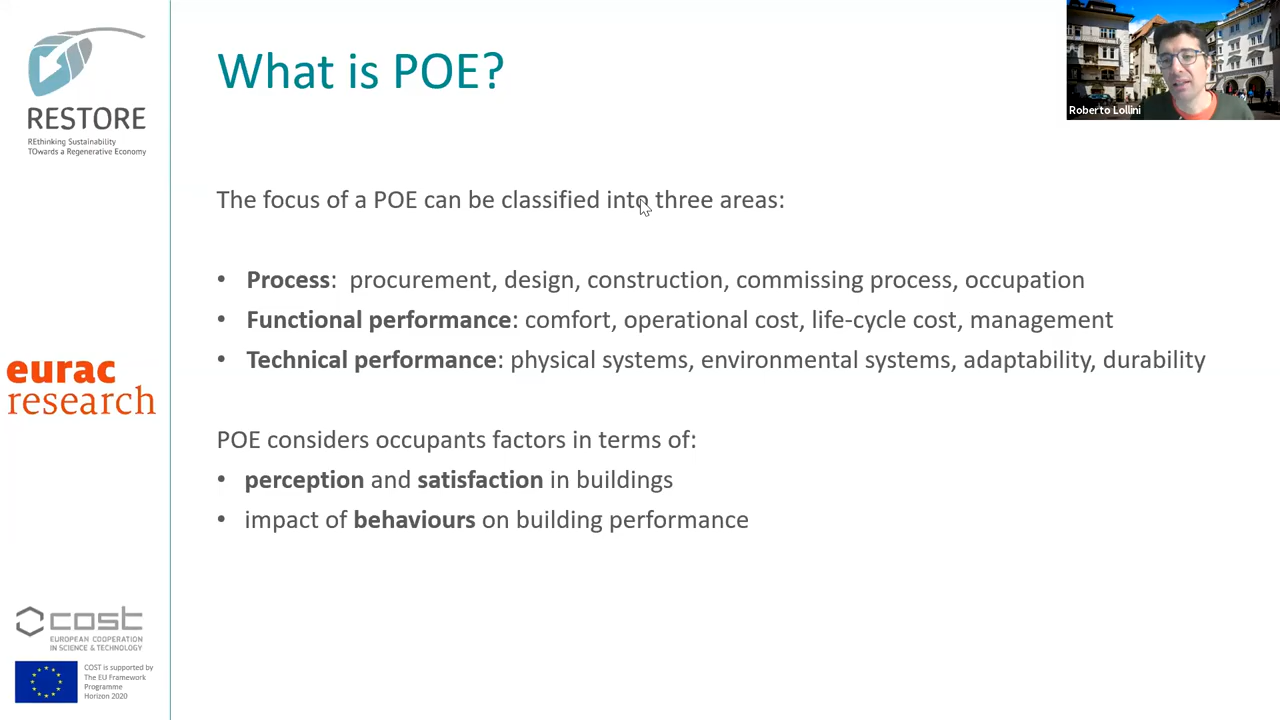 What is POE?
Roberto Lollini
RESTORE
REthinking Sustainability
TOwards a Regenerative Economy
The focus of a POE can be classified into three areas:
• Process:  procurement, design, construction, commissing process, occupation
• Functional performance: comfort, operational cost, life-cycle cost, management
• Technical performance: physical systems, environmental systems, adaptability, durability
eurac
research
POE considers occupants factors in terms of:
• perception and satisfaction in buildings
• impact of behaviours on building performance
cost
EUROPEAN COOPERATION
IN SCIENCE & TECHNOLOGY
COST is supported by
The EU Framework
Programme
Horizon 2020